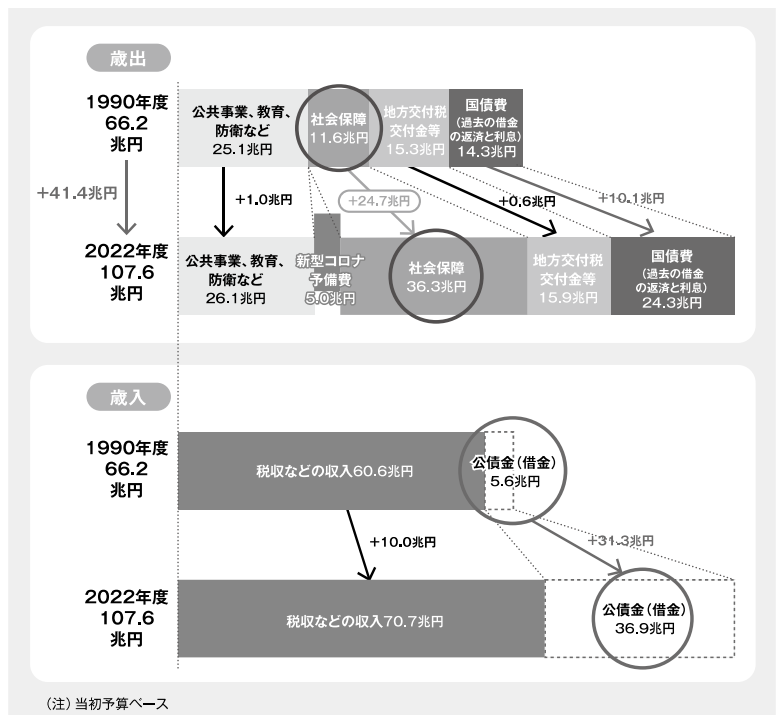 歳出
1990年度
66.2
兆円
公共事業、教育、
防衛など
25.1兆円
社会保障
11.6兆円
地方交付税
交付金等
15.3兆円
国債費
(過去の借金
の返済と利息)
14.3兆円
+41.4兆円
+1.0兆円
+24.7兆円
+0.6兆円
+10.1兆円
2022年度
107.6
兆円
公共事業、教育、
防衛など
26.1兆円
新型コロナ
予備費
5.0兆円
社会保障
36.3兆円
地方交付税
交付金等
15.9兆円
国債費
(過去の借金
の返済と利息)
24.3兆円
歳入
1990年度
66.2
兆円
税収などの収入60.6兆円
公債金(借金)
5.6兆円
+10.0兆円
+31.3兆円
2022年度
107.6
兆円
税収などの収入70.7兆円
公債金(借金)
36.9兆円
(注)当初予算ベース